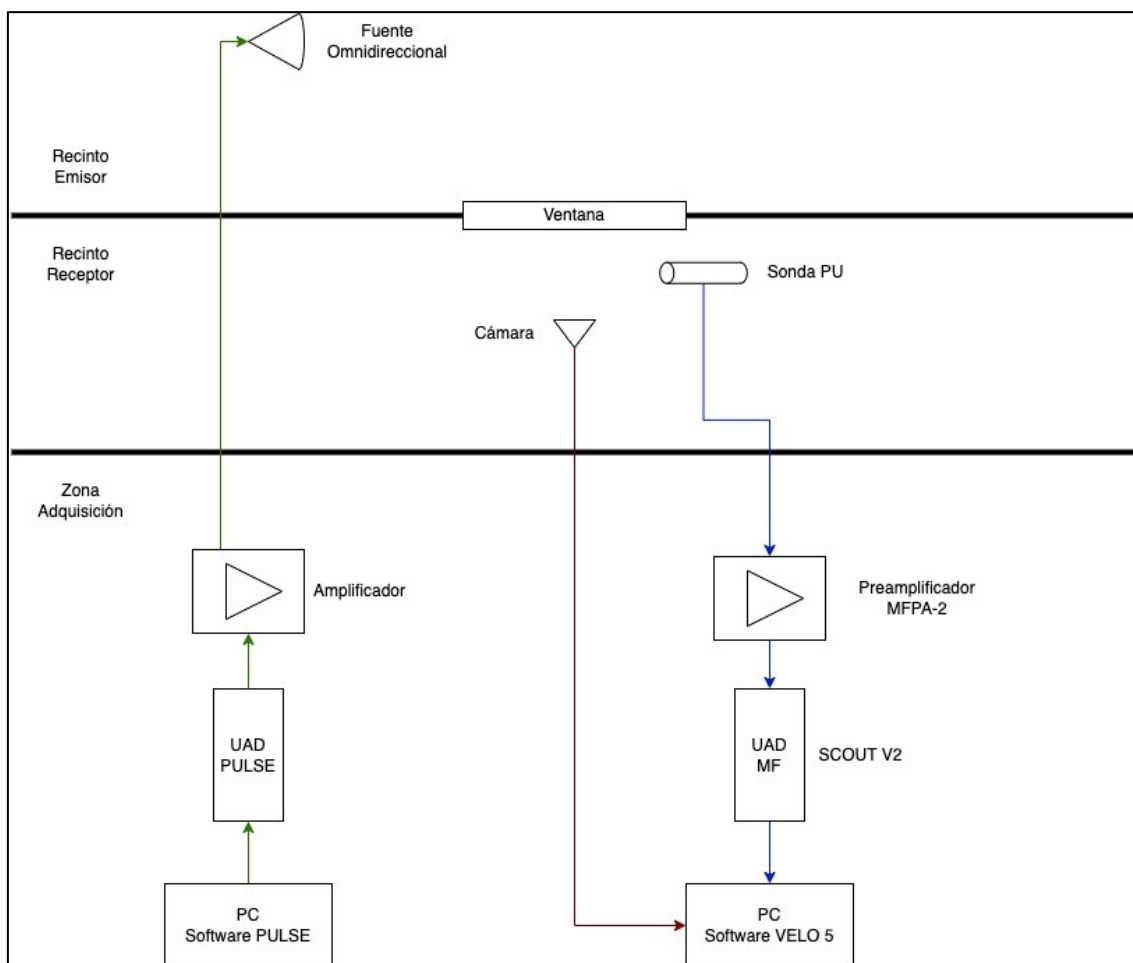 Fuente
Omnidireccional
Recinto
Emisor
Ventana
Recinto
Receptor
Sonda PU
Cámara
Zona
Adquisición
Amplificador
Preamplificador
MFPA-2
UAD
PULSE
UAD
MF
SCOUT V2
PC
Software PULSE
PC
Software VELO 5